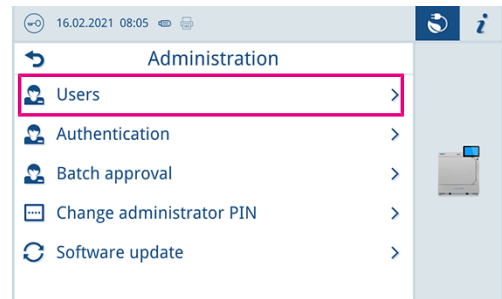 16.02.2021 08:05
i
Administration
Users
Authentication
Batch approval
Change administrator PIN
Software update